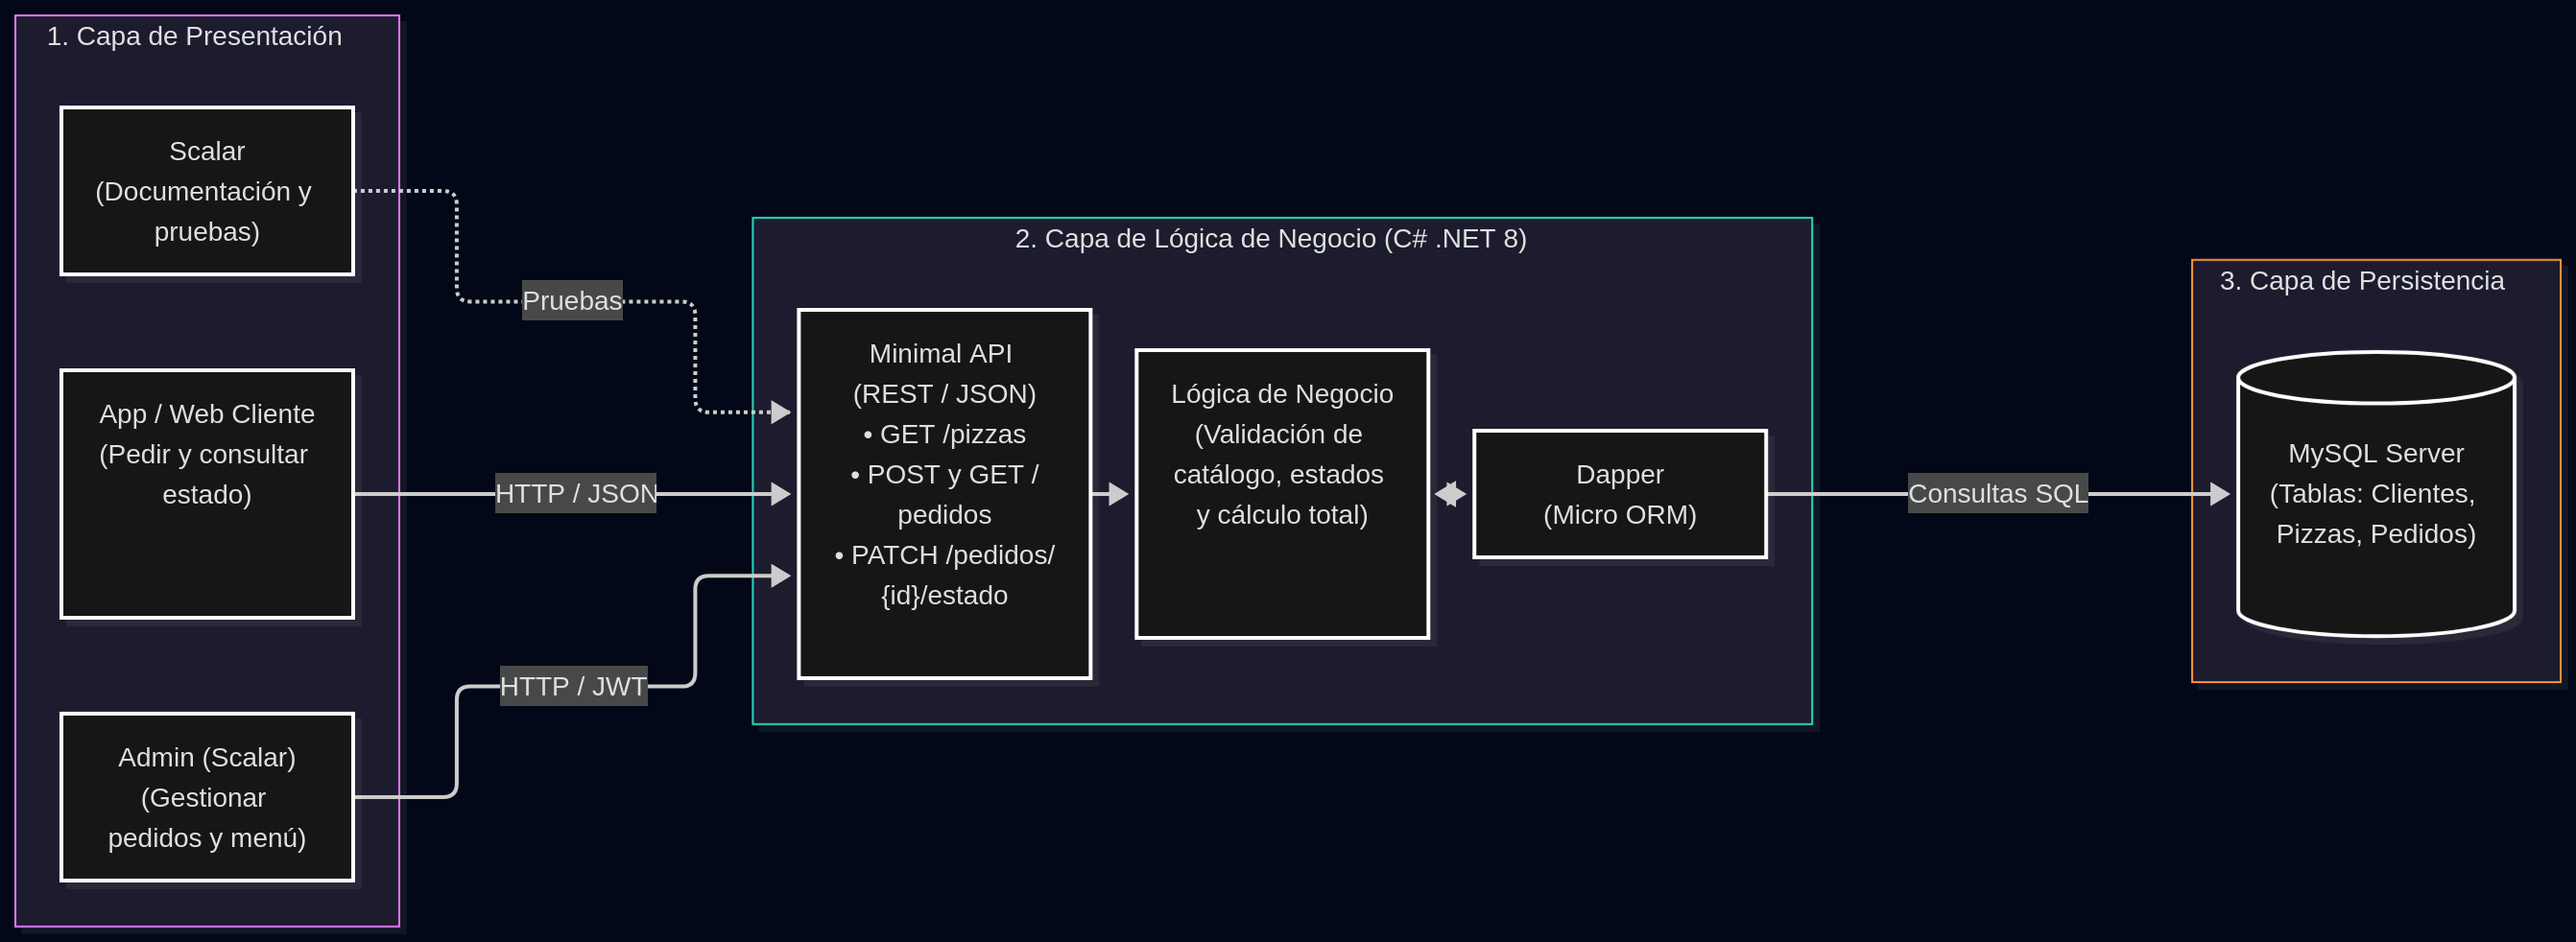 1. Capa de Presentación
Scalar
(Documentación y
pruebas)
App / Web Cliente
(Pedir y consultar
estado)
Admin (Scalar)
(Gestionar
pedidos y menú)
Pruebas
HTTP / JSON
HTTP / JWT
2. Capa de Lógica de Negocio (C# .NET 8)
Minimal API
(REST / JSON)
• GET /pizzas
• POST y GET /
pedidos
• PATCH /pedidos/
{id}/estado
Lógica de Negocio
(Validación de
catálogo, estados
y cálculo total)
Dapper
(Micro ORM)
Consultas SQL
3. Capa de Persistencia
MySQL Server
(Tablas: Clientes,
Pizzas, Pedidos)